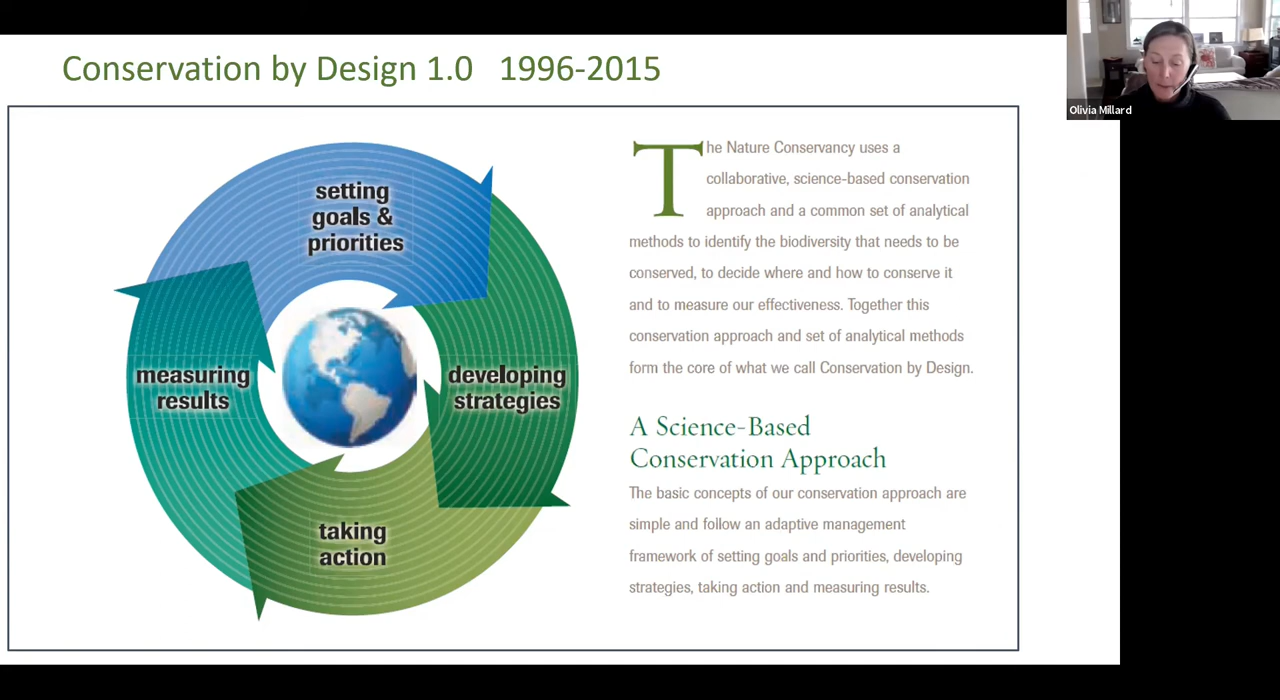 Conservation by Design 1.0 1996-2015
Olivia Millard
setting
goals &
priorities
developing
strategies
taking
action
measuring
results
The Nature Conservancy uses a
collaborative, science-based conservation
approach and a common set of analytical
methods to identify the biodiversity that needs to be
conserved, to decide where and how to conserve it
and to measure our effectiveness. Together this
conservation approach and set of analytical methods
form the core of what we call Conservation by Design.
A Science-Based
Conservation Approach
The basic concepts of our conservation approach are
simple and follow an adaptive management
framework of setting goals and priorities, developing
strategies, taking action and measuring results.